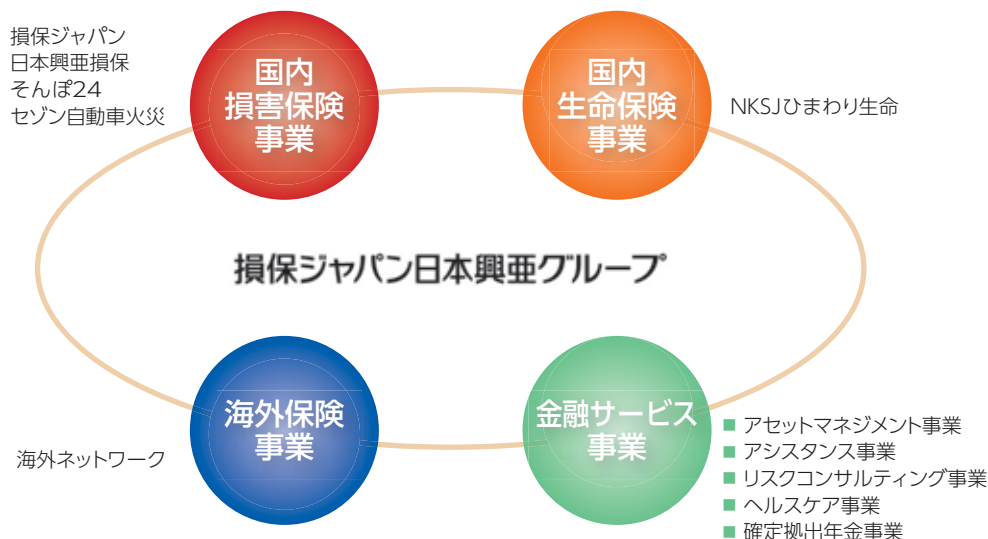 損保ジャパン
日本興亜損保
そんぽ24
セゾン自動車火災
国内
損害保険
事業
国内
生命保険
事業
NKSJひまわり生命
損保ジャパン日本興亜グループ
海外保険
事業
海外ネットワーク
金融サービス
事業
■ アセットマネジメント事業
■ アシスタンス事業
■ リスクコンサルティング事業
■ ヘルスケア事業
■ 確定拠出年金事業